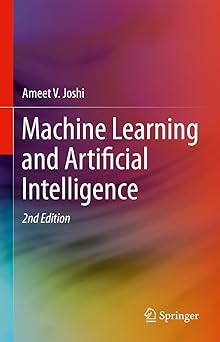 Ameet V. Joshi
Machine Learning
and Artificial
Intelligence
2nd Edition
Springer